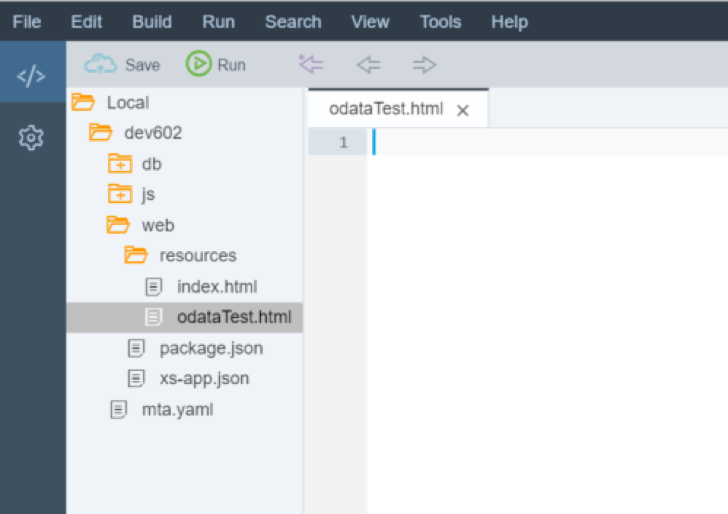 File Edit Build Run Search View Tools Help
</> Save Run
Local
odataTest.html ×
dev602
1
db
js
web
resources
index.html
odataTest.html
package.json
xs-app.json
mta.yaml